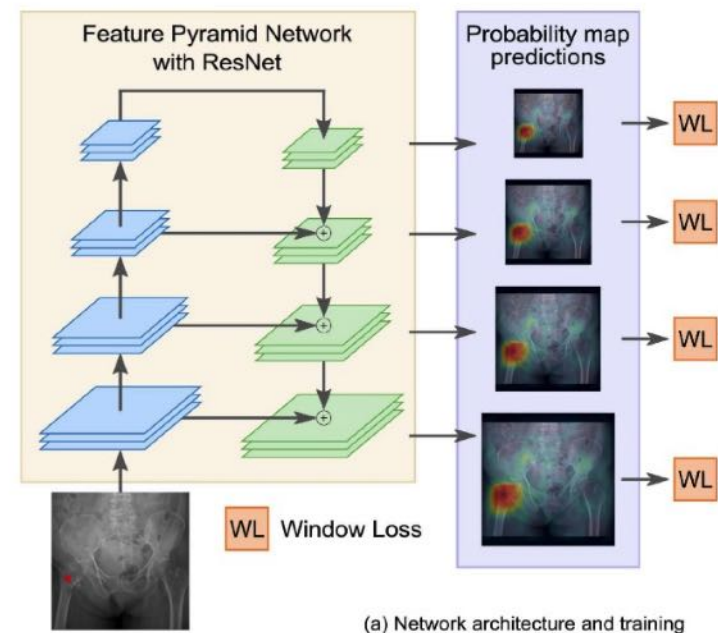 Feature Pyramid Network
with ResNet
Probability map
predictions
WL
WL
WL
WL
WL Window Loss
(a) Network architecture and training